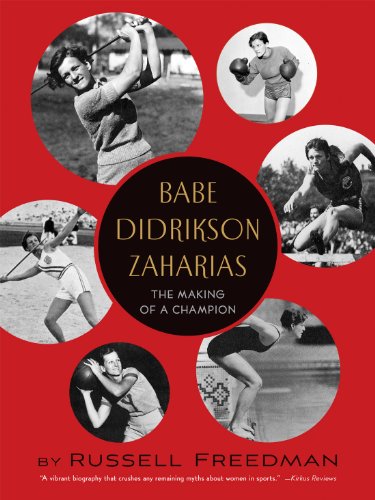 BABE
DIDRIKSON
ZAHARIAS
THE MAKING
OF A CHAMPION
BY RUSSELL FREEDMAN
"A vibrant biography that crushes any remaining myths about women in sports." —Kirkus Reviews